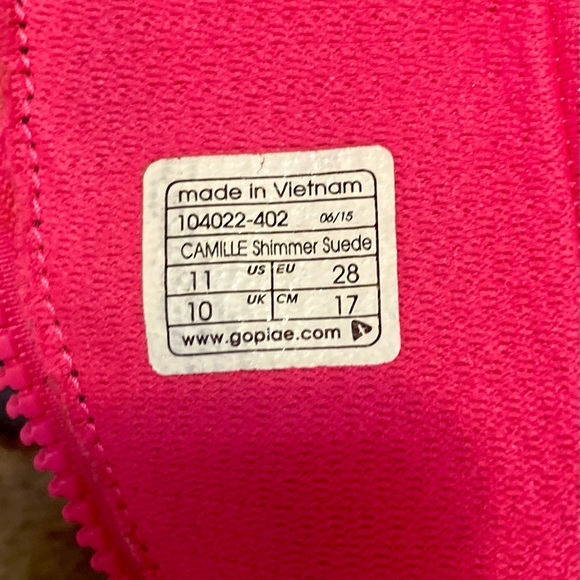 made in Vietnam
104022-402 06/15
CAMILLE Shimmer Suede
11 US EU 28
10 UK CM 17
www.gopiae.com